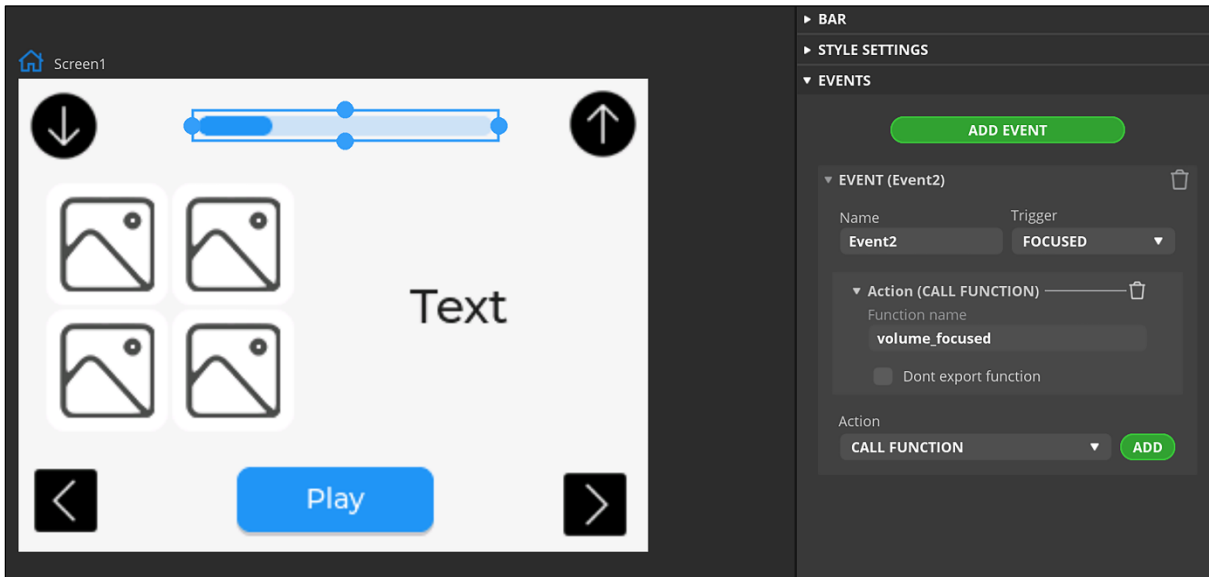 Screen1
Text
Play
BAR
STYLE SETTINGS
EVENTS
ADD EVENT
EVENT (Event2)
Name
Trigger
Event2
FOCUSED
Action (CALL FUNCTION)
Function name
volume_focused
Dont export function
Action
CALL FUNCTION
ADD